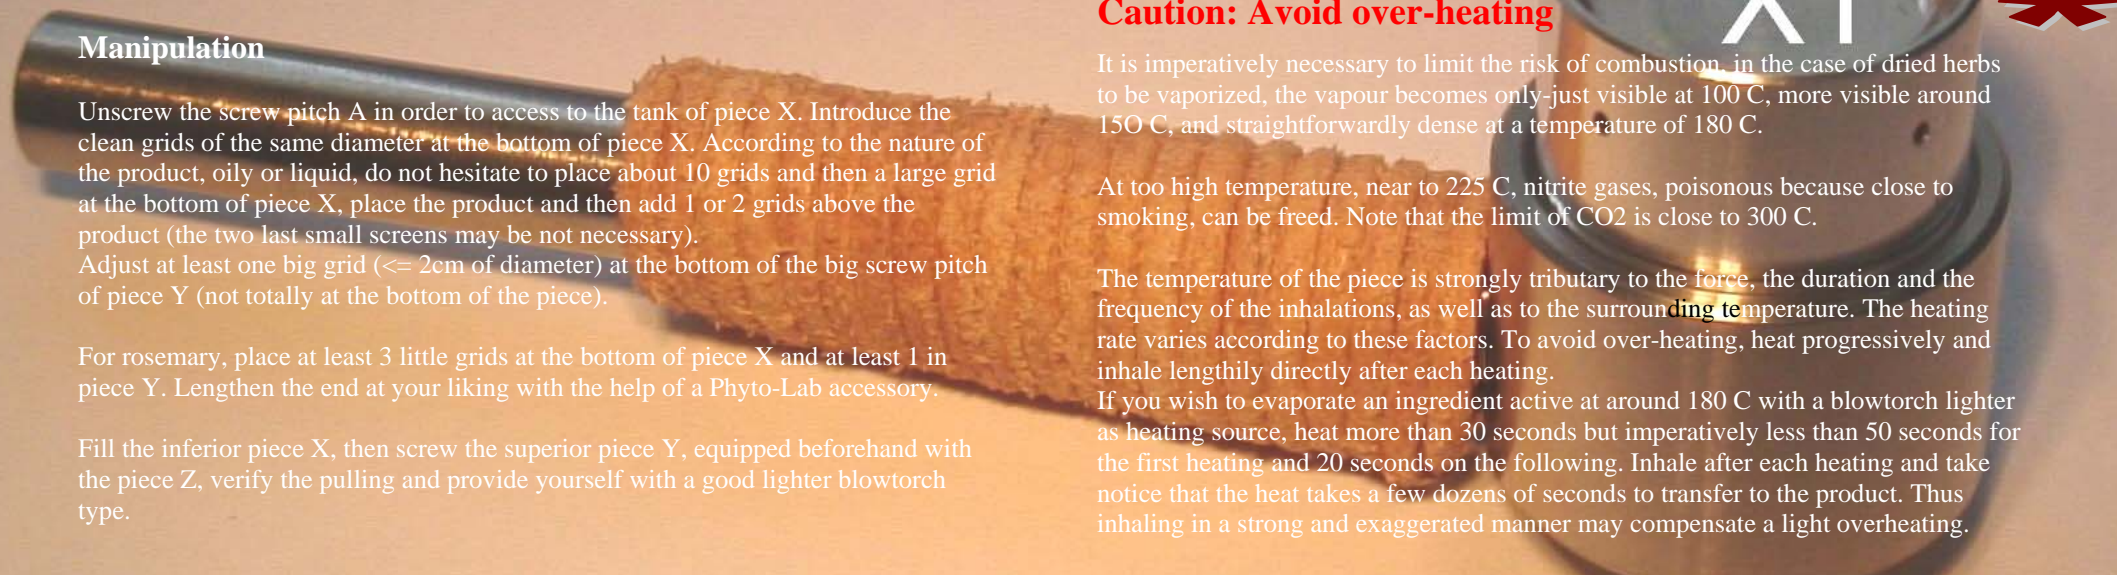 Manipulation
Unscrew the screw pitch A in order to access to the tank of piece X. Introduce the
clean grids of the same diameter at the bottom of piece X. According to the nature of
the product, oily or liquid, do not hesitate to place about 10 grids and then a large grid
at the bottom of piece X, place the product and then add 1 or 2 grids above the
product (the two last small screens may be not necessary).
Adjust at least one big grid (<= 2cm of diameter) at the bottom of the big screw pitch
of piece Y (not totally at the bottom of the piece).
For rosemary, place at least 3 little grids at the bottom of piece X and at least 1 in
piece Y. Lengthen the end at your liking with the help of a Phyto-Lab accessory.
Fill the inferior piece X, then screw the superior piece Y, equipped beforehand with
the piece Z, verify the pulling and provide yourself with a good lighter blowtorch
type.
Caution: Avoid over-heating
It is imperatively necessary to limit the risk of combustion, in the case of dried herbs
to be vaporized, the vapour becomes only-just visible at 100 C, more visible around
15O C, and straightforwardly dense at a temperature of 180 C.
At too high temperature, near to 225 C, nitrite gases, poisonous because close to
smoking, can be freed. Note that the limit of CO2 is close to 300 C.
The temperature of the piece is strongly tributary to the force, the duration and the
frequency of the inhalations, as well as to the surrounding temperature. The heating
rate varies according to these factors. To avoid over-heating, heat progressively and
inhale lengthily directly after each heating.
If you wish to evaporate an ingredient active at around 180 C with a blowtorch lighter
as heating source, heat more than 30 seconds but imperatively less than 50 seconds for
the first heating and 20 seconds on the following. Inhale after each heating and take
notice that the heat takes a few dozens of seconds to transfer to the product. Thus
inhaling in a strong and exaggerated manner may compensate a light overheating.